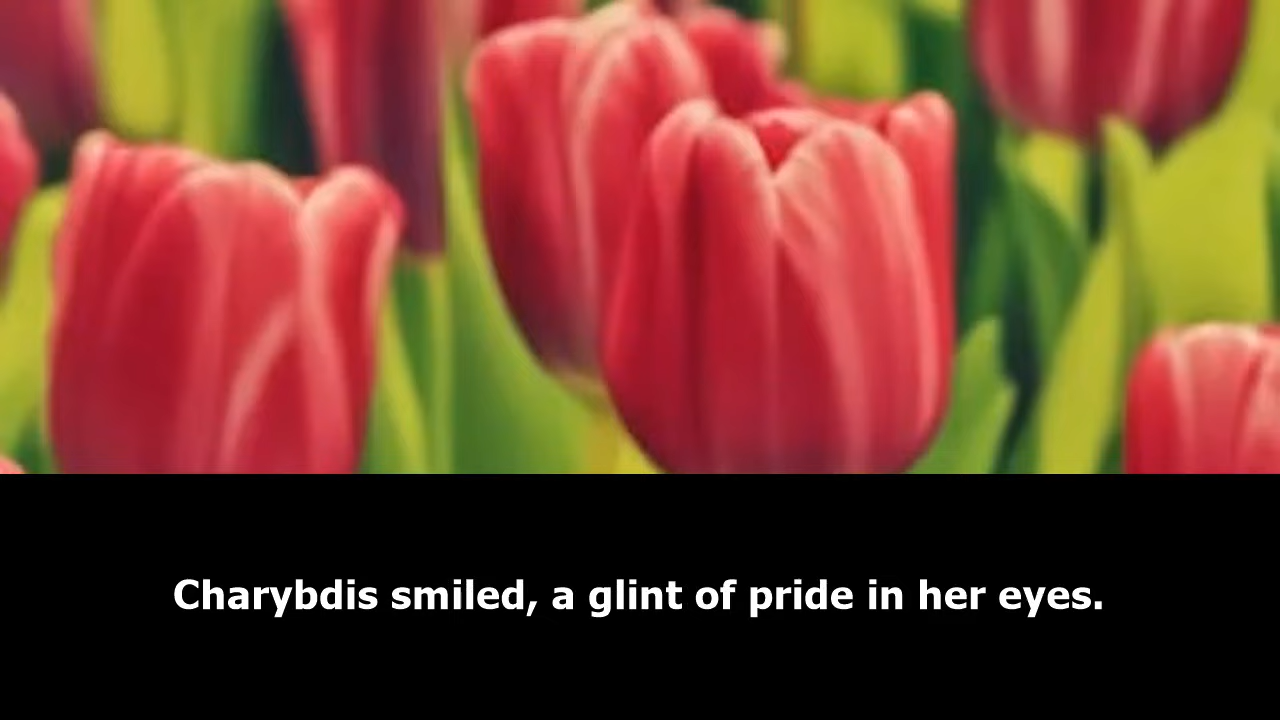 Charybdis smiled, a glint of pride in her eyes.